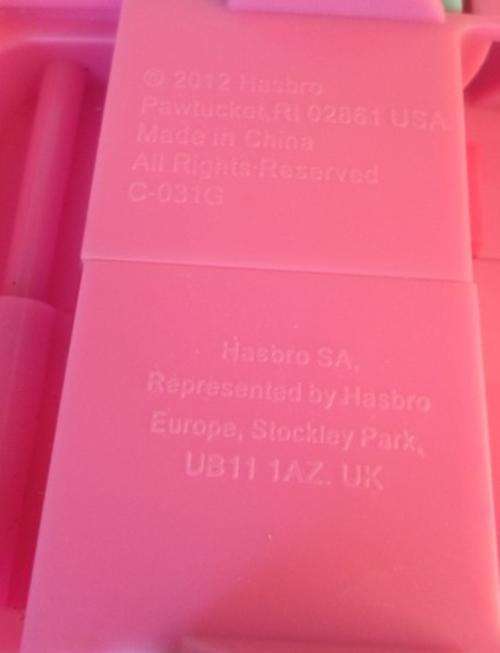 © 2012 Hasbro
Pawtucket, RI 02861 USA
Made in China
All Rights Reserved
C-031G
Hasbro SA,
Represented by Hasbro
Europe, Stockley Park,
UB11 1AZ. UK